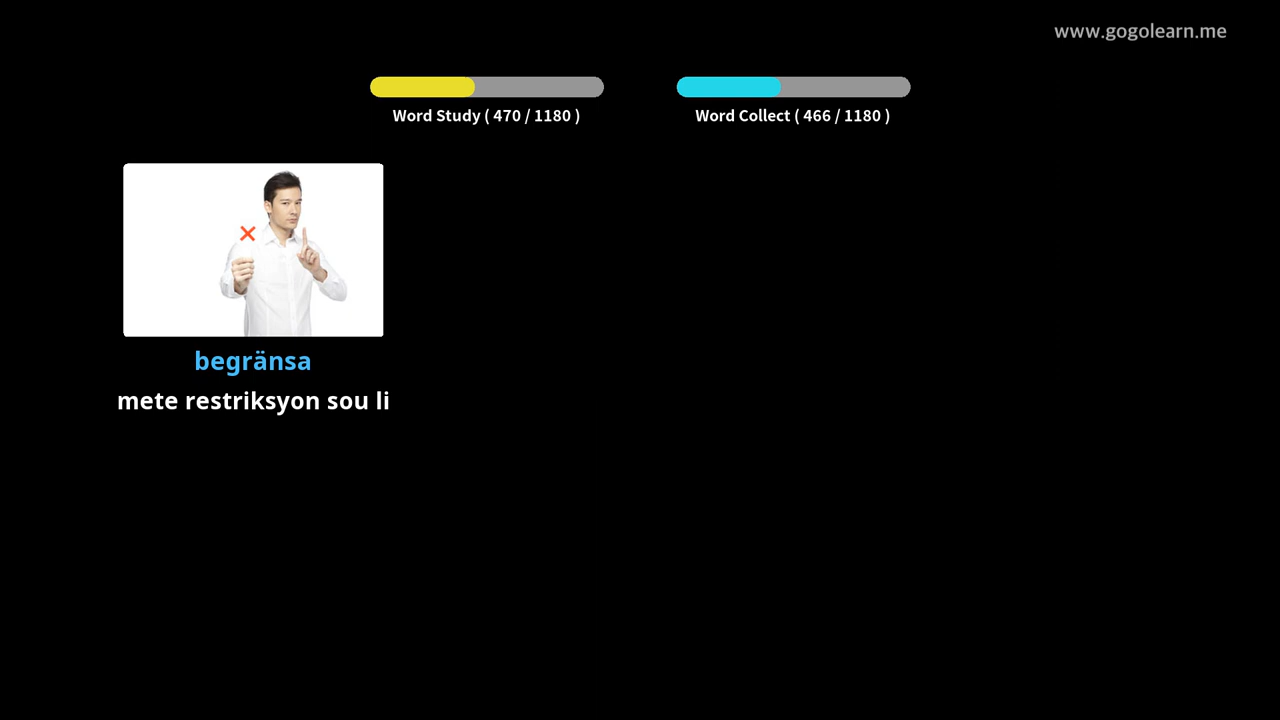 www.gogolearn.me
Word Study ( 470 / 1180 )
Word Collect ( 466 / 1180 )
begränsa
mete restriksyon sou li